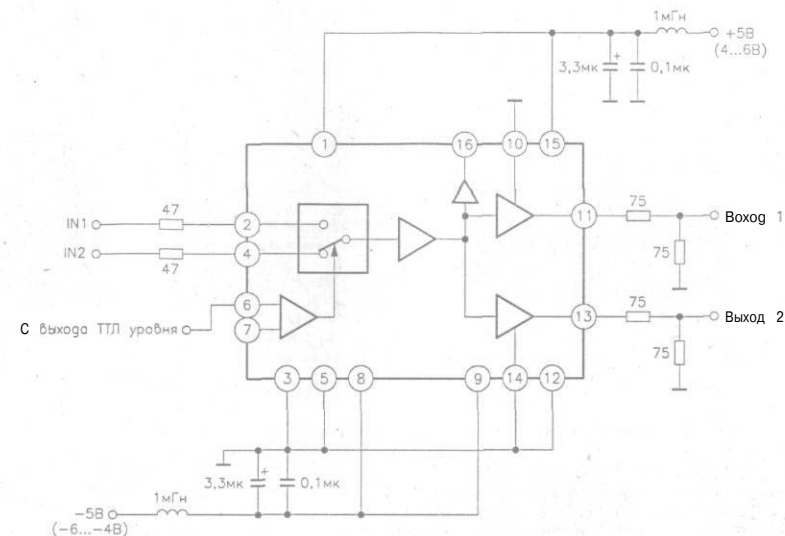 1мГн
+5В
(4...6В)
3,3мк
+
0,1мк
1
16
10
15
IN1
47
2
11
75
Воход 1
IN2
47
4
75
6
75
С выхода ТТЛ уровня
7
13
Выход 2
75
3
5
8
9
14
12
3,3мк
+
0,1мк
1мГн
-5В
(-6...-4В)